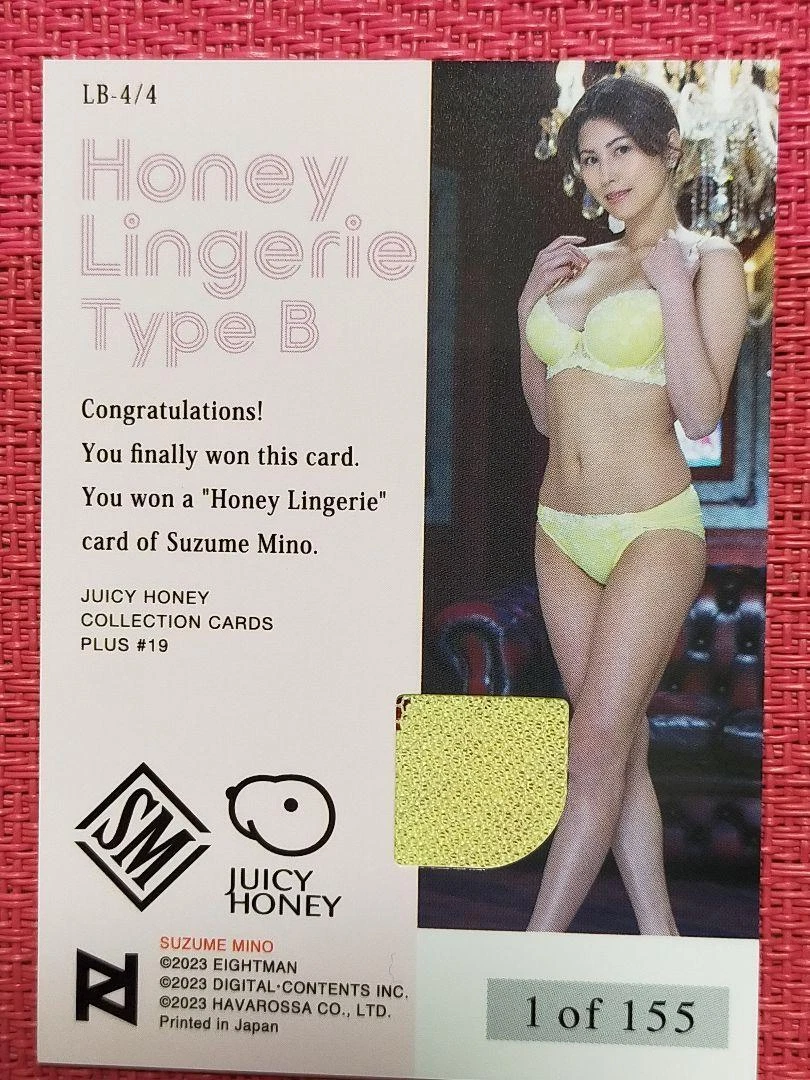 LB-4/4
Honey
Lingerie
Type B
Congratulations!
You finally won this card.
You won a "Honey Lingerie"
card of Suzume Mino.
JUICY HONEY
COLLECTION CARDS
PLUS #19
SM
JUICY
HONEY
SUZUME MINO
©2023 EIGHTMAN
©2023 DIGITAL·CONTENTS INC.
©2023 HAVAROSSA CO., LTD.
Printed in Japan
1 of 155